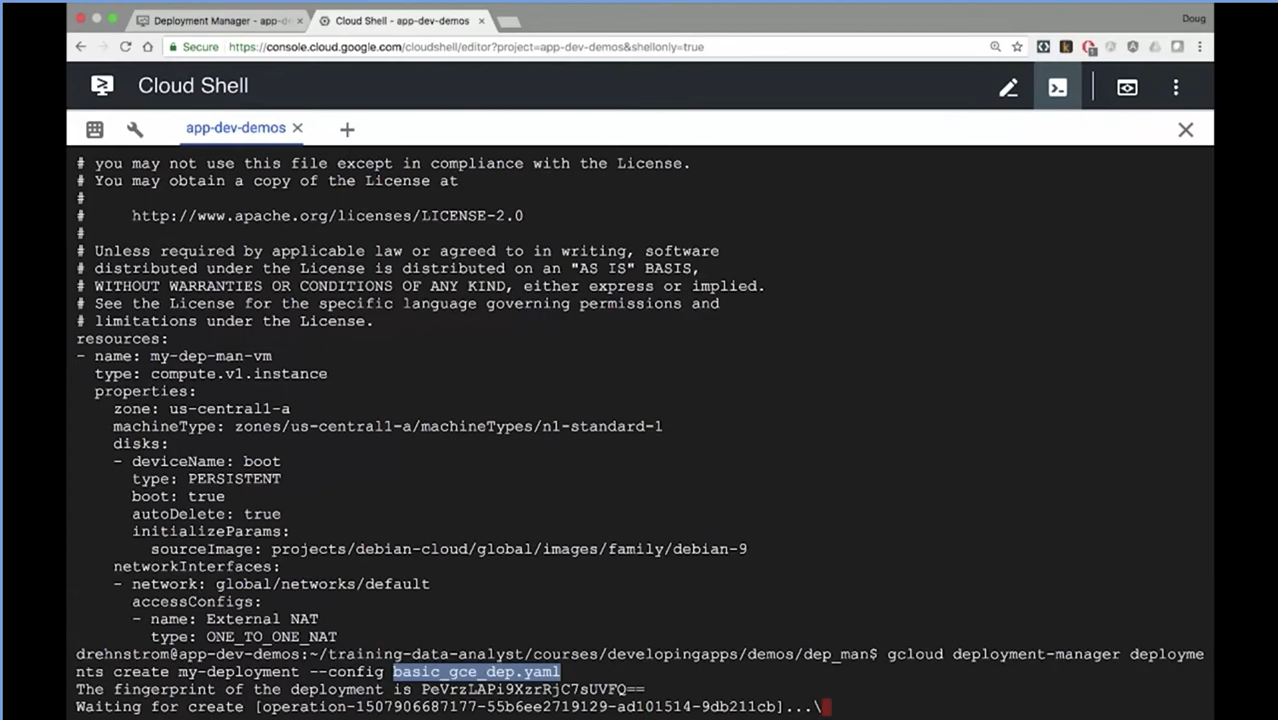 Deployment Manager - app-de
Cloud Shell - app-dev-demos
Doug
Secure
https://console.cloud.google.com/cloudshell/editor?project=app-dev-demos&shellonly=true
Cloud Shell
app-dev-demos
# you may not use this file except in compliance with the License.
# You may obtain a copy of the License at
#
#     http://www.apache.org/licenses/LICENSE-2.0
#
# Unless required by applicable law or agreed to in writing, software
# distributed under the License is distributed on an "AS IS" BASIS,
# WITHOUT WARRANTIES OR CONDITIONS OF ANY KIND, either express or implied.
# See the License for the specific language governing permissions and
# limitations under the License.
resources:
- name: my-dep-man-vm
  type: compute.v1.instance
  properties:
    zone: us-central1-a
    machineType: zones/us-central1-a/machineTypes/n1-standard-1
    disks:
    - deviceName: boot
      type: PERSISTENT
      boot: true
      autoDelete: true
      initializeParams:
        sourceImage: projects/debian-cloud/global/images/family/debian-9
    networkInterfaces:
    - network: global/networks/default
      accessConfigs:
      - name: External NAT
        type: ONE_TO_ONE_NAT
drehnstrom@app-dev-demos:~/training-data-analyst/courses/developingapps/demos/dep_man$ gcloud deployment-manager deployme
nts create my-deployment --config basic_gce_dep.yaml
The fingerprint of the deployment is PeVrzLAPi9XzrRjC7sUVFQ==
Waiting for create [operation-1507906687177-55b6ee2719129-ad101514-9db211cb]...\